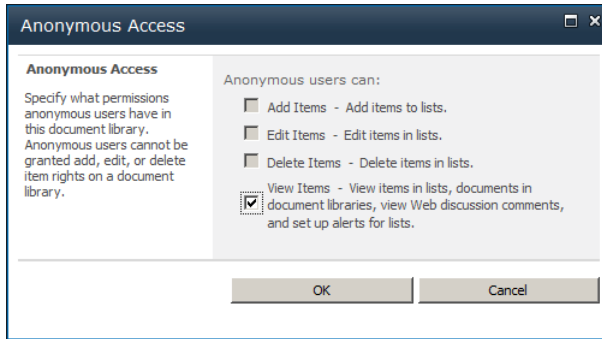 Anonymous Access
Anonymous Access
Specify what permissions
anonymous users have in
this document library.
Anonymous users cannot be
granted add, edit, or delete
item rights on a document
library.
Anonymous users can:
Add Items - Add items to lists.
Edit Items - Edit items in lists.
Delete Items - Delete items in lists.
View Items - View items in lists, documents in
document libraries, view Web discussion comments,
and set up alerts for lists.
OK
Cancel